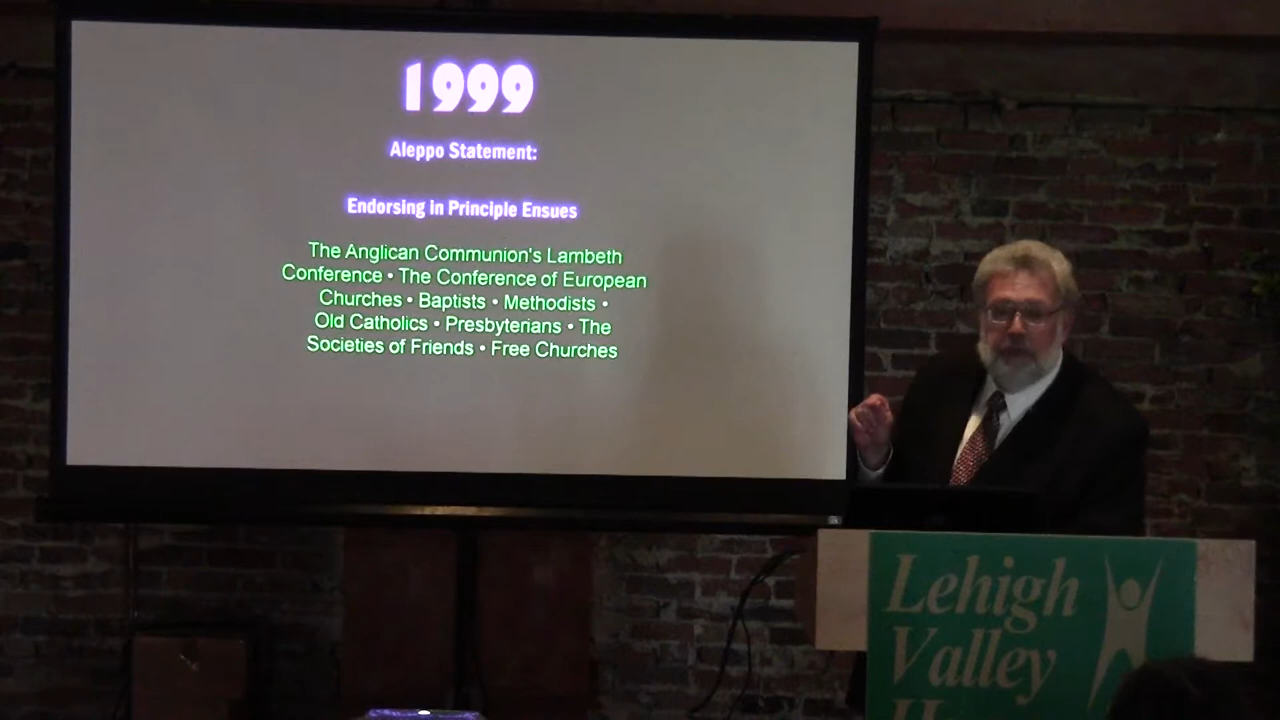 1999
Aleppo Statement:
Endorsing in Principle Ensues
The Anglican Communion's Lambeth
Conference • The Conference of European
Churches • Baptists • Methodists •
Old Catholics • Presbyterians • The
Societies of Friends • Free Churches
Lehigh
Valley